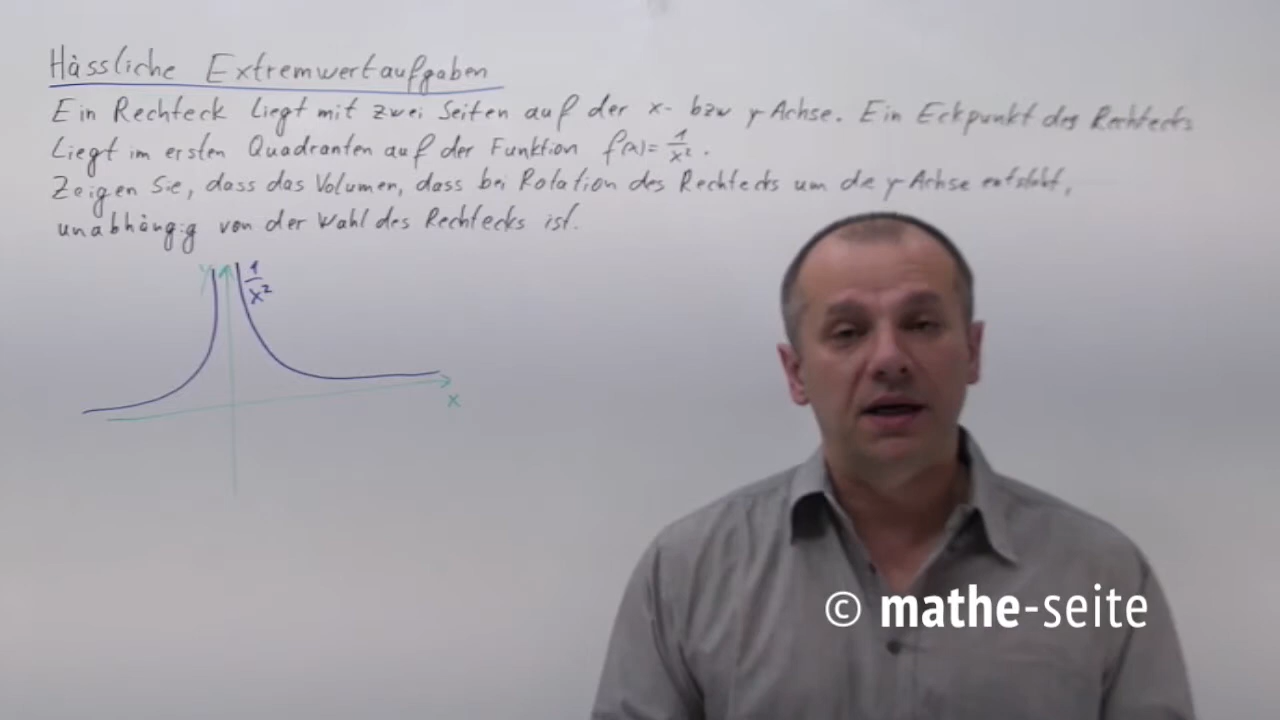 Hässliche Extremwertaufgaben
Ein Rechteck liegt mit zwei Seiten auf der x- bzw y-Achse. Ein Eckpunkt des Rechtecks
liegt im ersten Quadranten auf der Funktion f(x)=1/x².
Zeigen Sie, dass das Volumen, dass bei Rotation des Rechtecks um die y-Achse entsteht,
unabhängig von der Wahl des Rechtecks ist.
y
1/x²
x
© mathe-seite